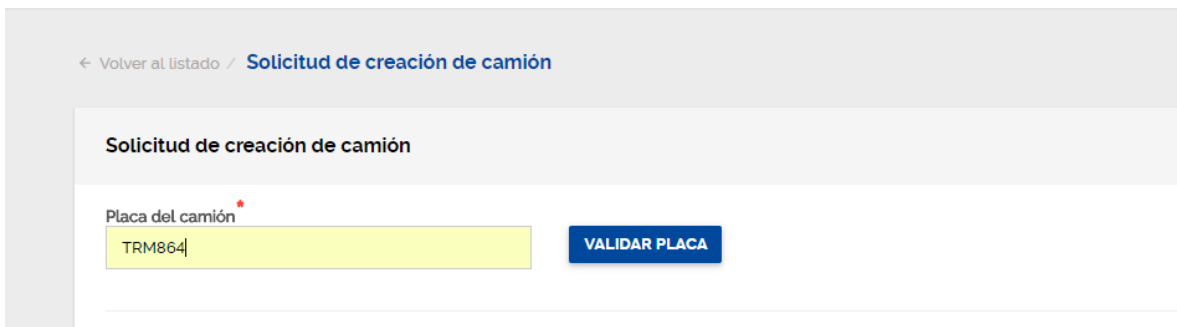 ← Volver al listado / Solicitud de creación de camión
Solicitud de creación de camión
Placa del camión*
TRM864
VALIDAR PLACA